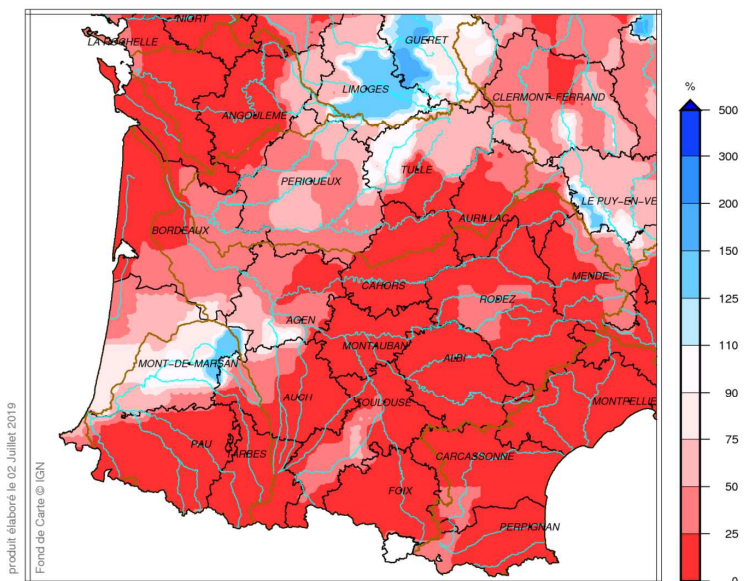 NIORT
LA ROCHELLE
GUERET
%
LIMOGES
CLERMONT-FERRAND
500
ANGOULEME
300
TULLE
PERIGUEUX
200
LE PUY-EN-VE
AURILLAC
BORDEAUX
150
MENDE
CAHORS
RODEZ
125
AGEN
MONTAUBAN
110
ALBI
MONT-DE-MARSAN
90
AUCH
TOULOUSE
MONTPELLIE
75
PAU
TARBES
CARCASSONNE
50
FOIX
PERPIGNAN
25
0
produit élaboré le 02 Juillet 2019
Fond de Carte © IGN